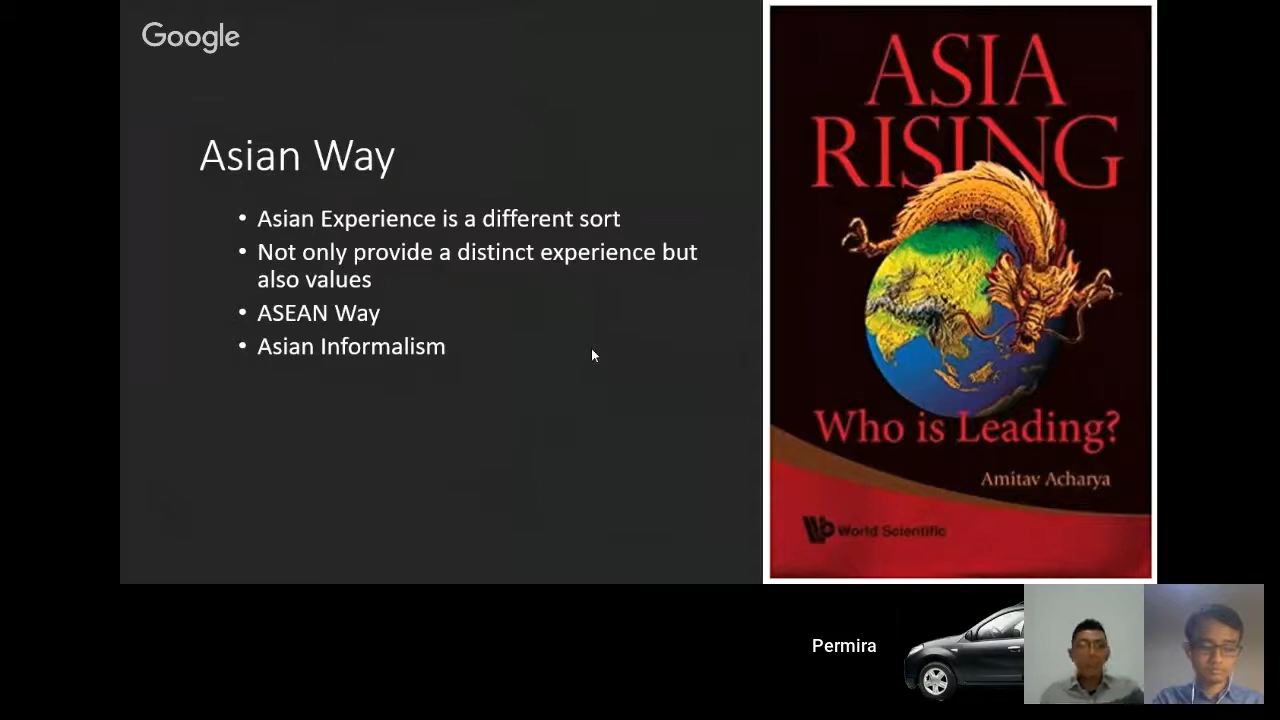 Google
Asian Way
• Asian Experience is a different sort
• Not only provide a distinct experience but
also values
• ASEAN Way
• Asian Informalism
ASIA
RISING
Who is Leading?
Amitav Acharya
World Scientific
Permira